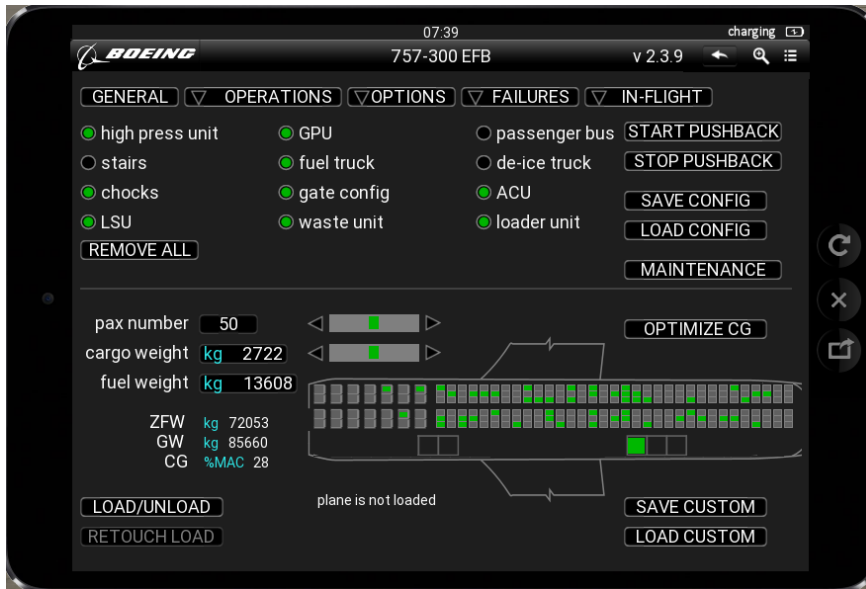 07:39 charging
BOEING 757-300 EFB v 2.3.9
GENERAL OPERATIONS OPTIONS FAILURES IN-FLIGHT
high press unit GPU passenger bus START PUSHBACK
stairs fuel truck de-ice truck STOP PUSHBACK
chocks gate config ACU SAVE CONFIG
LSU waste unit loader unit LOAD CONFIG
REMOVE ALL
MAINTENANCE
pax number 50 OPTIMIZE CG
cargo weight kg 2722
fuel weight kg 13608
ZFW kg 72053
GW kg 85660
CG %MAC 28
LOAD/UNLOAD plane is not loaded SAVE CUSTOM
RETOUCH LOAD LOAD CUSTOM